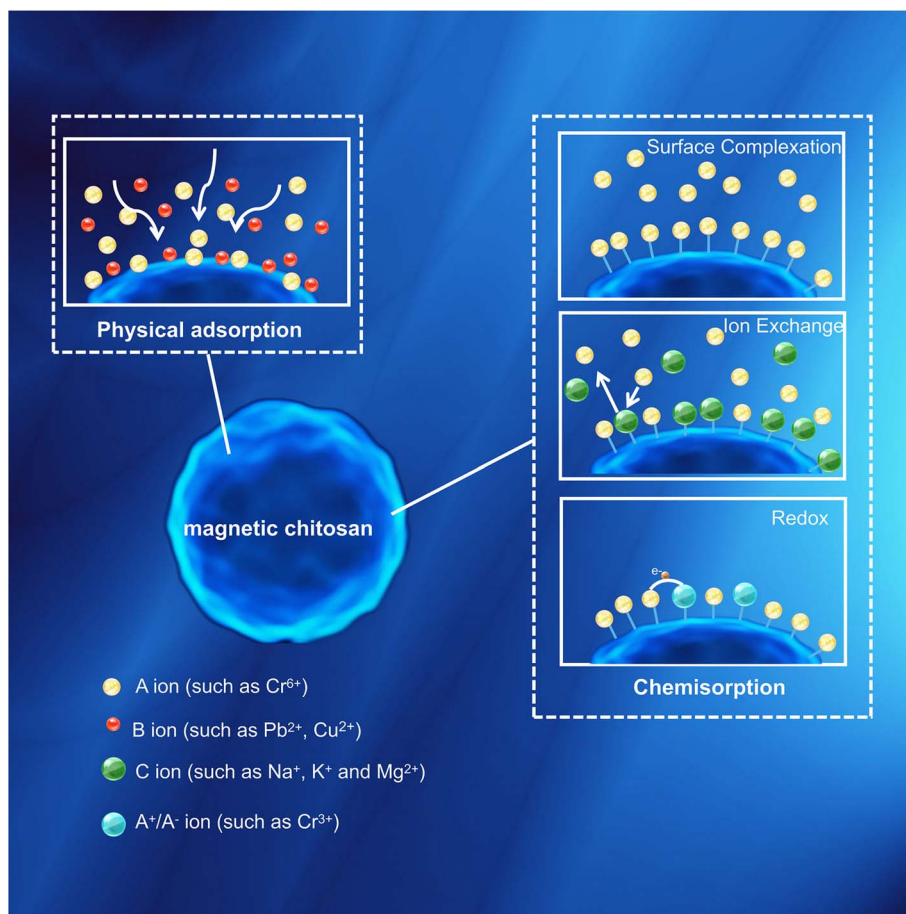 Surface Complexation
Physical adsorption
Ion Exchange
magnetic chitosan
Redox
e-
Chemisorption
A ion (such as Cr⁶⁺)
B ion (such as Pb²⁺, Cu²⁺)
C ion (such as Na⁺, K⁺ and Mg²⁺)
A⁺/A⁻ ion (such as Cr³⁺)